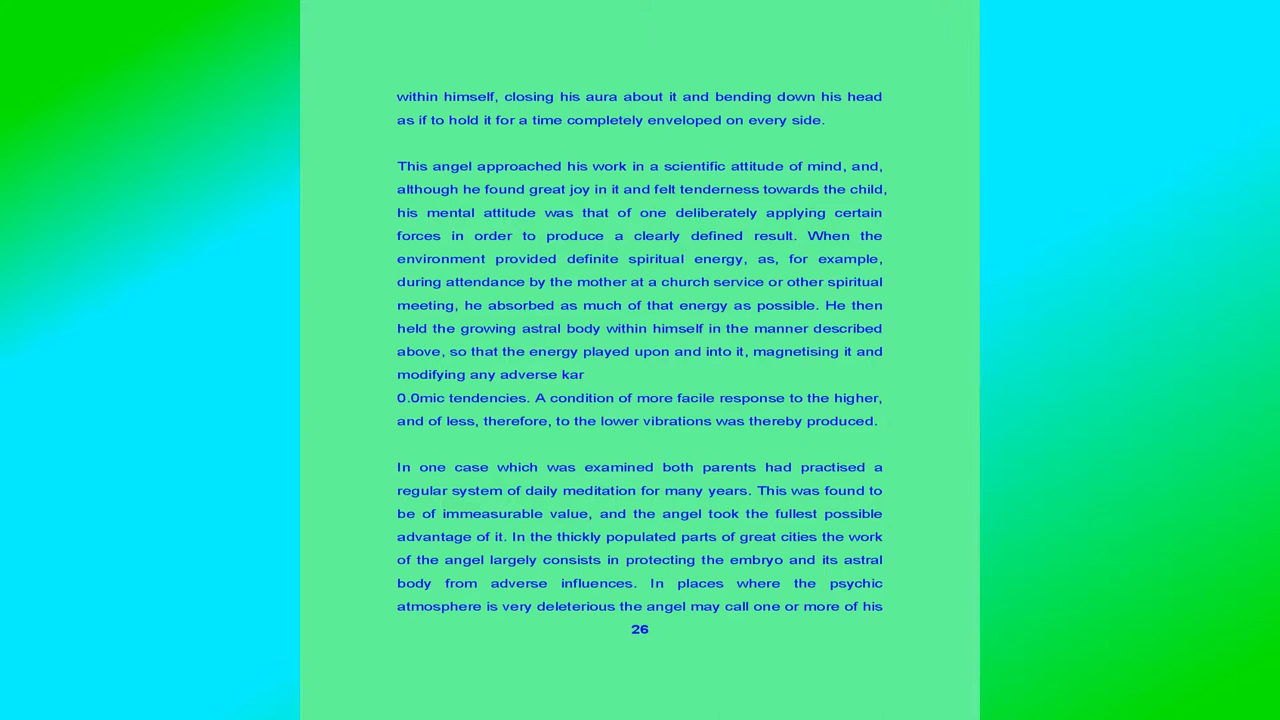 within himself, closing his aura about it and bending down his head
as if to hold it for a time completely enveloped on every side.
This angel approached his work in a scientific attitude of mind, and,
although he found great joy in it and felt tenderness towards the child,
his mental attitude was that of one deliberately applying certain
forces in order to produce a clearly defined result. When the
environment provided definite spiritual energy, as, for example,
during attendance by the mother at a church service or other spiritual
meeting, he absorbed as much of that energy as possible. He then
held the growing astral body within himself in the manner described
above, so that the energy played upon and into it, magnetising it and
modifying any adverse kar
0.0mic tendencies. A condition of more facile response to the higher,
and of less, therefore, to the lower vibrations was thereby produced.
In one case which was examined both parents had practised a
regular system of daily meditation for many years. This was found to
be of immeasurable value, and the angel took the fullest possible
advantage of it. In the thickly populated parts of great cities the work
of the angel largely consists in protecting the embryo and its astral
body from adverse influences. In places where the psychic
atmosphere is very deleterious the angel may call one or more of his
26